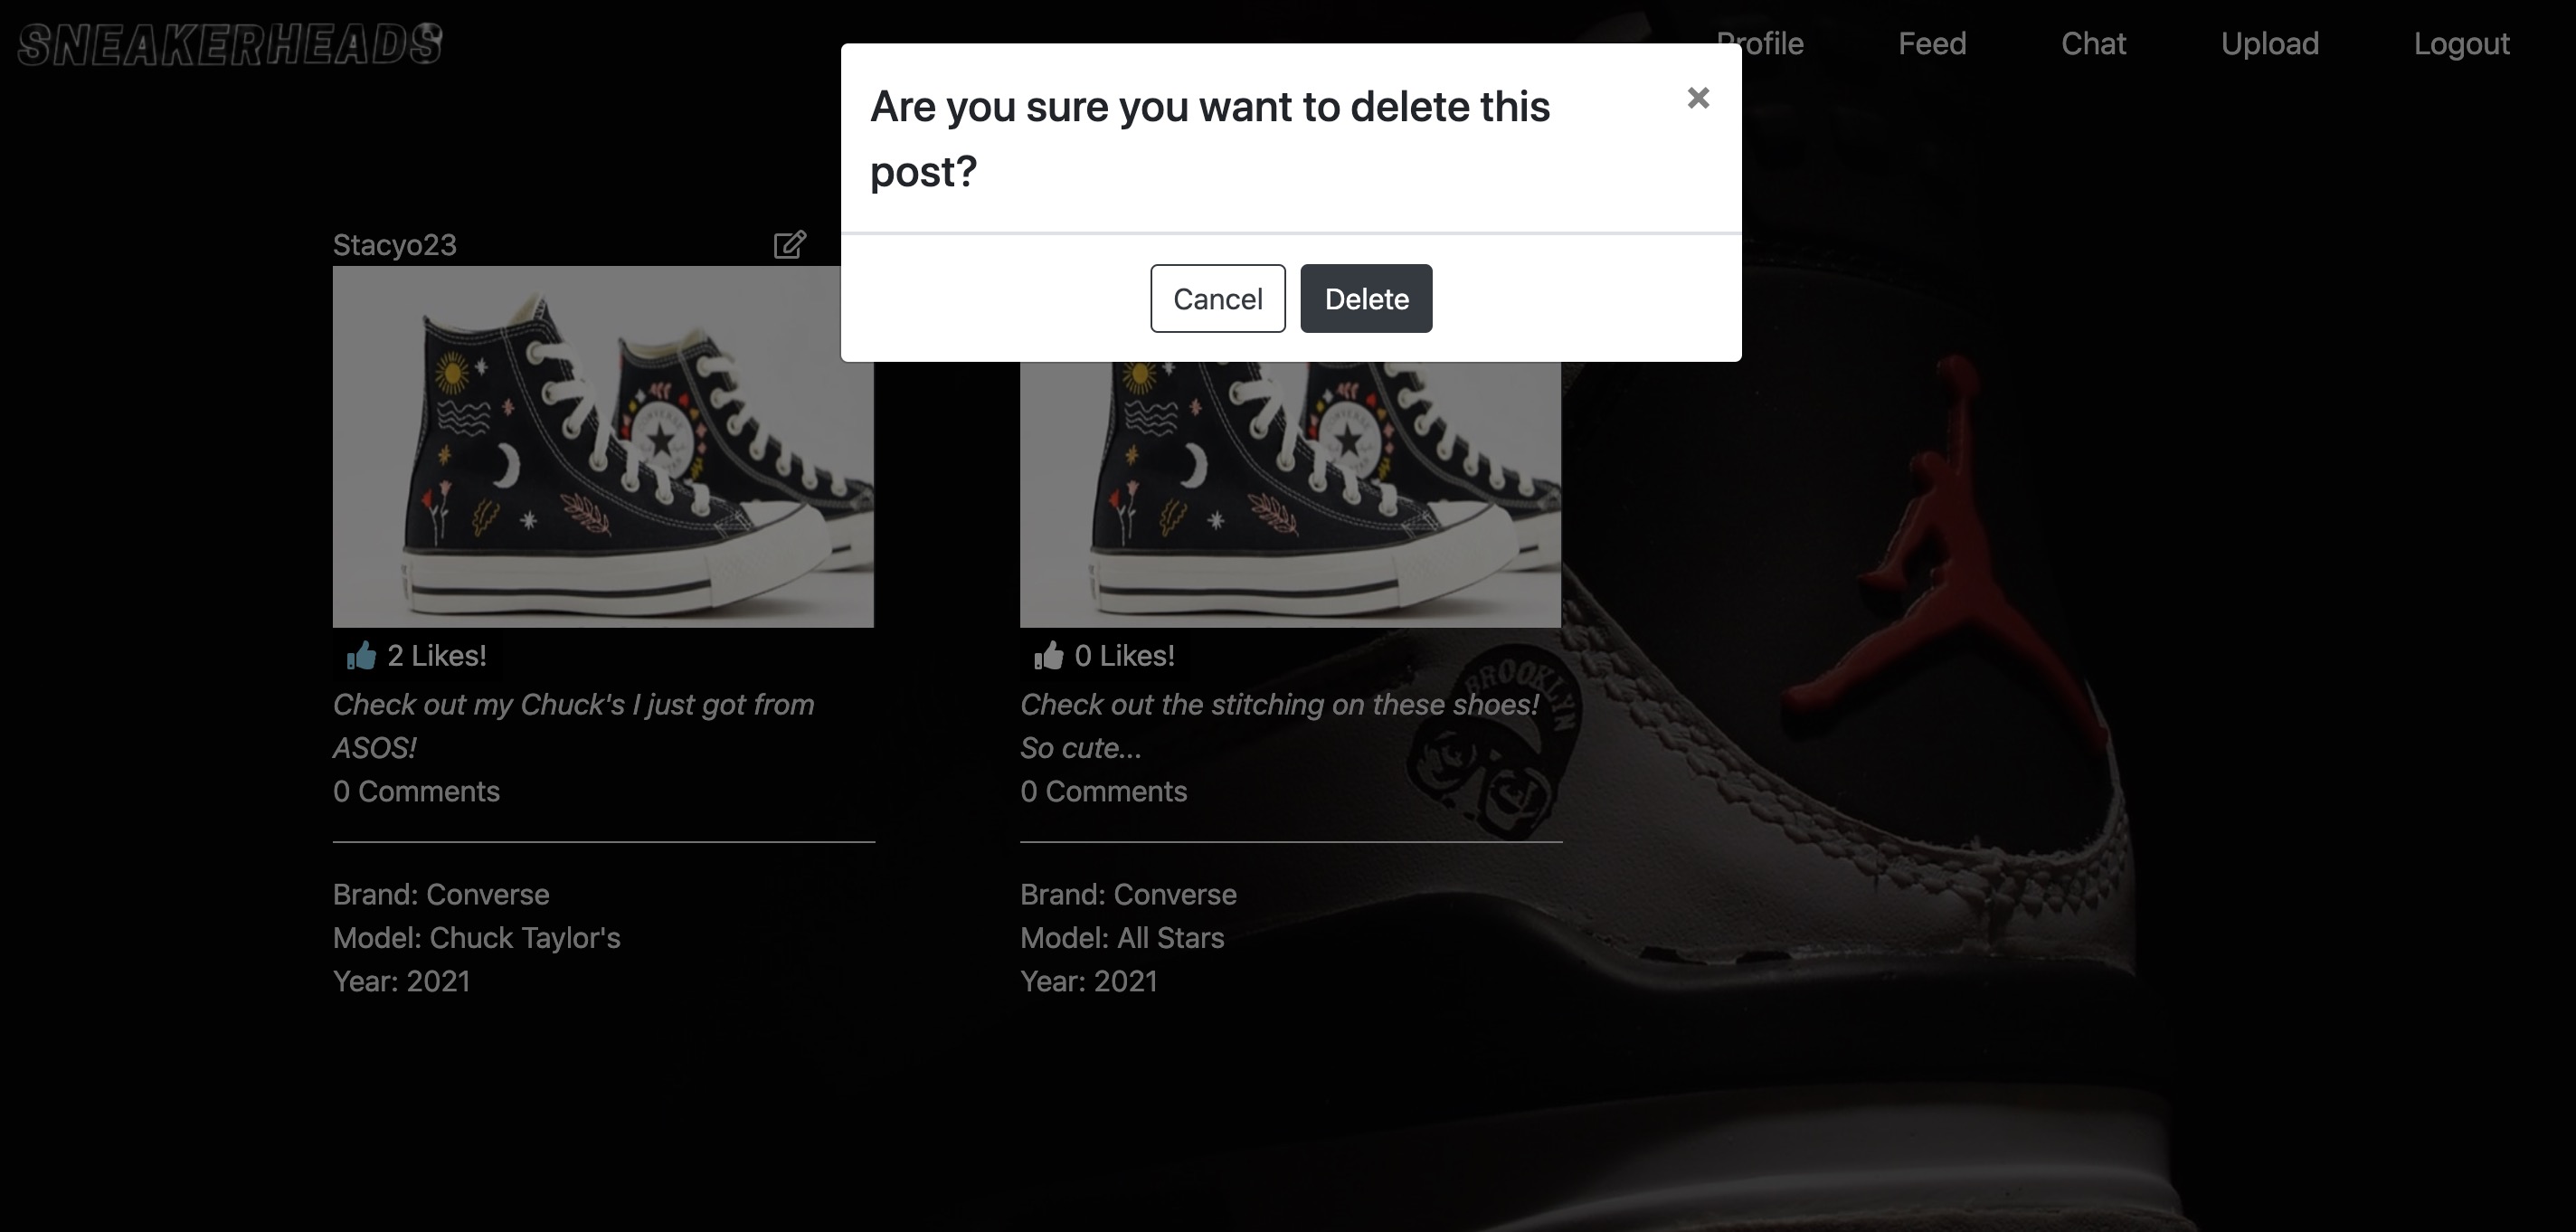 SNEAKERHEADS
Profile Feed Chat Upload Logout
Are you sure you want to delete this
post?
×
Cancel Delete
Stacyo23
2 Likes!
Check out my Chuck's I just got from
ASOS!
0 Comments
Brand: Converse
Model: Chuck Taylor's
Year: 2021
0 Likes!
Check out the stitching on these shoes!
So cute...
0 Comments
Brand: Converse
Model: All Stars
Year: 2021
BROOKLYN
CONVERSE
CONVERSE